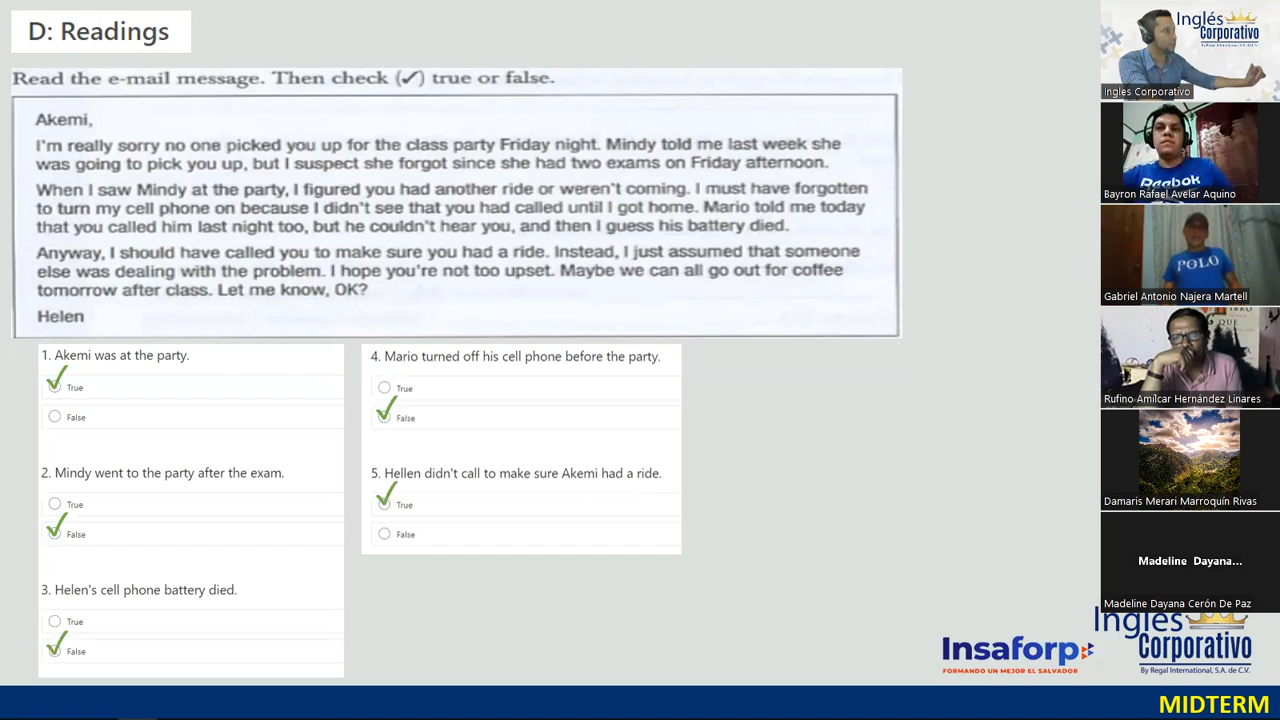 D: Readings
Read the e-mail message. Then check (✓) true or false.
Akemi,
I'm really sorry no one picked you up for the class party Friday night. Mindy told me last week she
was going to pick you up, but I suspect she forgot since she had two exams on Friday afternoon.
When I saw Mindy at the party, I figured you had another ride or weren't coming. I must have forgotten
to turn my cell phone on because I didn't see that you had called until I got home. Mario told me today
that you called him last night too, but he couldn't hear you, and then I guess his battery died.
Anyway, I should have called you to make sure you had a ride. Instead, I just assumed that someone
else was dealing with the problem. I hope you're not too upset. Maybe we can all go out for coffee
tomorrow after class. Let me know, OK?
Helen
1. Akemi was at the party.
True
False
2. Mindy went to the party after the exam.
True
False
3. Helen's cell phone battery died.
True
False
4. Mario turned off his cell phone before the party.
True
False
5. Hellen didn't call to make sure Akemi had a ride.
True
False
Inglés
Corporativo
By Regal International, S.A. de C.V.
Ingles Corporativo
Reebok
Bayron Rafael Avelar Aquino
POLO
Gabriel Antonio Najera Martell
QUE
Rufino Amílcar Hernández Linares
Damaris Merari Marroquín Rivas
Madeline Dayana...
Madeline Dayana Cerón De Paz
Insaforp
FORMANDO UN MEJOR EL SALVADOR
Inglés
Corporativo
By Regal International, S.A. de C.V.
MIDTERM